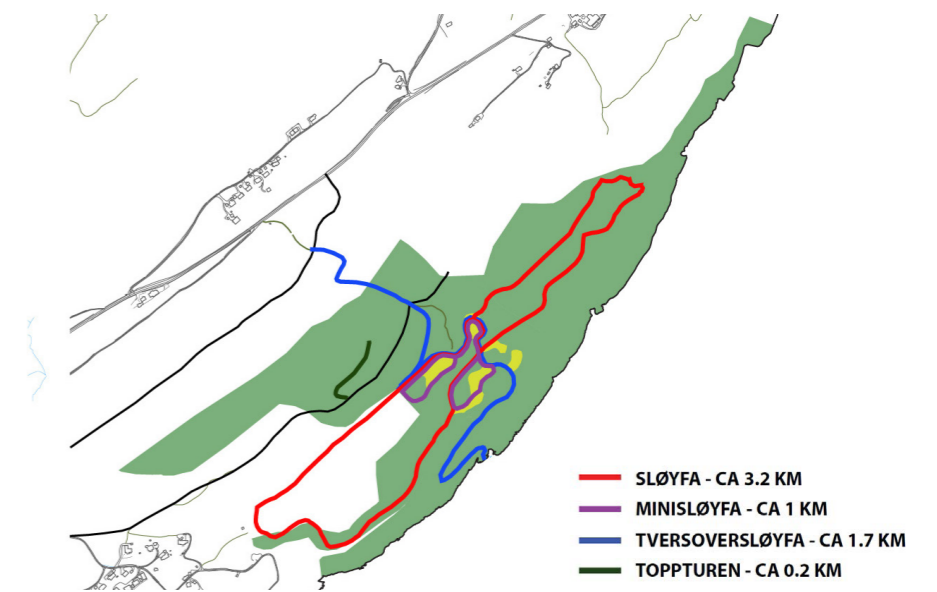 SLØYFA - CA 3.2 KM
MINISLØYFA - CA 1 KM
TVERSOVERSLØYFA - CA 1.7 KM
TOPPTUREN - CA 0.2 KM